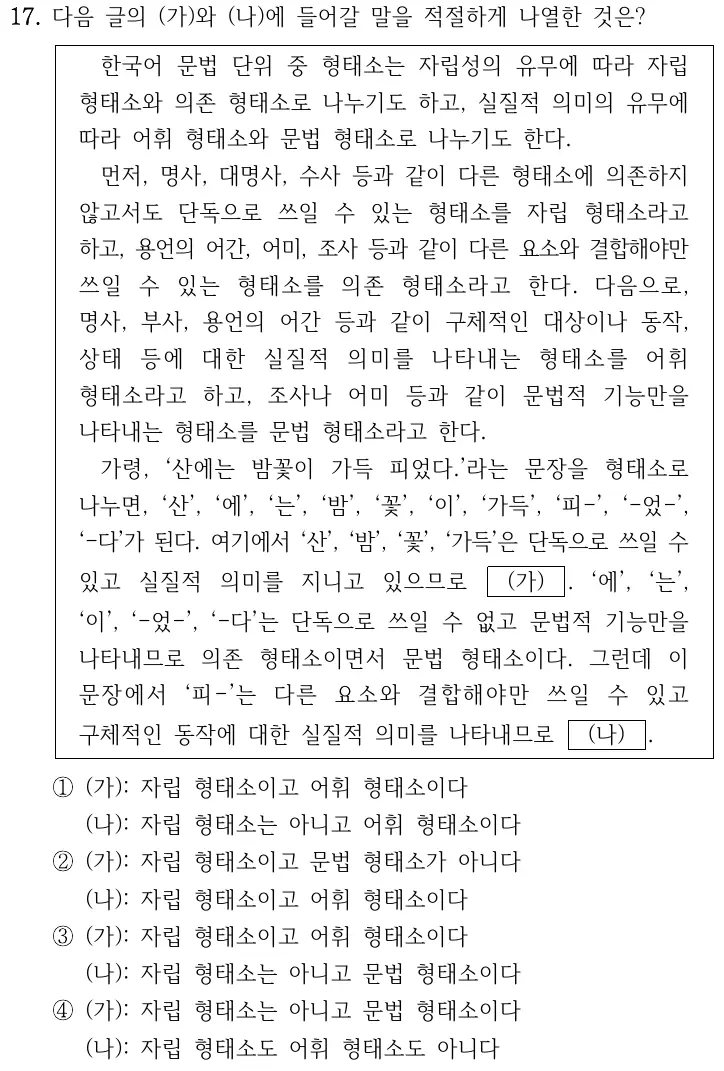 17. 다음 글의 (가)와 (나)에 들어갈 말을 적절하게 나열한 것은?
한국어 문법 단위 중 형태소는 자립성의 유무에 따라 자립
형태소와 의존 형태소로 나누기도 하고, 실질적 의미의 유무에
따라 어휘 형태소와 문법 형태소로 나누기도 한다.
먼저, 명사, 대명사, 수사 등과 같이 다른 형태소에 의존하지
않고서도 단독으로 쓰일 수 있는 형태소를 자립 형태소라고
하고, 용언의 어간, 어미, 조사 등과 같이 다른 요소와 결합해야만
쓰일 수 있는 형태소를 의존 형태소라고 한다. 다음으로,
명사, 부사, 용언의 어간 등과 같이 구체적인 대상이나 동작,
상태 등에 대한 실질적 의미를 나타내는 형태소를 어휘
형태소라고 하고, 조사나 어미 등과 같이 문법적 기능만을
나타내는 형태소를 문법 형태소라고 한다.
가령, ‘산에는 밤꽃이 가득 피었다.’라는 문장을 형태소로
나누면, ‘산’, ‘에’, ‘는’, ‘밤’, ‘꽃’, ‘이’, ‘가득’, ‘피-’, ‘-었-’,
‘-다’가 된다. 여기에서 ‘산’, ‘밤’, ‘꽃’, ‘가득’은 단독으로 쓰일 수
있고 실질적 의미를 지니고 있으므로 (가). ‘에’, ‘는’,
‘이’, ‘-었-’, ‘-다’는 단독으로 쓰일 수 없고 문법적 기능만을
나타내므로 의존 형태소이면서 문법 형태소이다. 그런데 이
문장에서 ‘피-’는 다른 요소와 결합해야만 쓰일 수 있고
구체적인 동작에 대한 실질적 의미를 나타내므로 (나).
① (가): 자립 형태소이고 어휘 형태소이다
(나): 자립 형태소는 아니고 어휘 형태소이다
② (가): 자립 형태소이고 문법 형태소가 아니다
(나): 자립 형태소이고 어휘 형태소이다
③ (가): 자립 형태소이고 어휘 형태소이다
(나): 자립 형태소는 아니고 문법 형태소이다
④ (가): 자립 형태소는 아니고 문법 형태소이다
(나): 자립 형태소도 어휘 형태소도 아니다